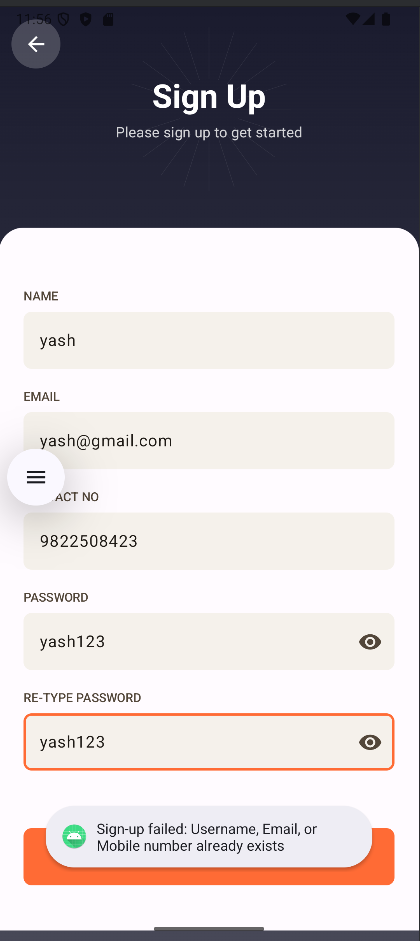 11:56
Sign Up
Please sign up to get started
NAME
yash
EMAIL
yash@gmail.com
ACT NO
9822508423
PASSWORD
yash123
RE-TYPE PASSWORD
yash123
Sign-up failed: Username, Email, or
Mobile number already exists